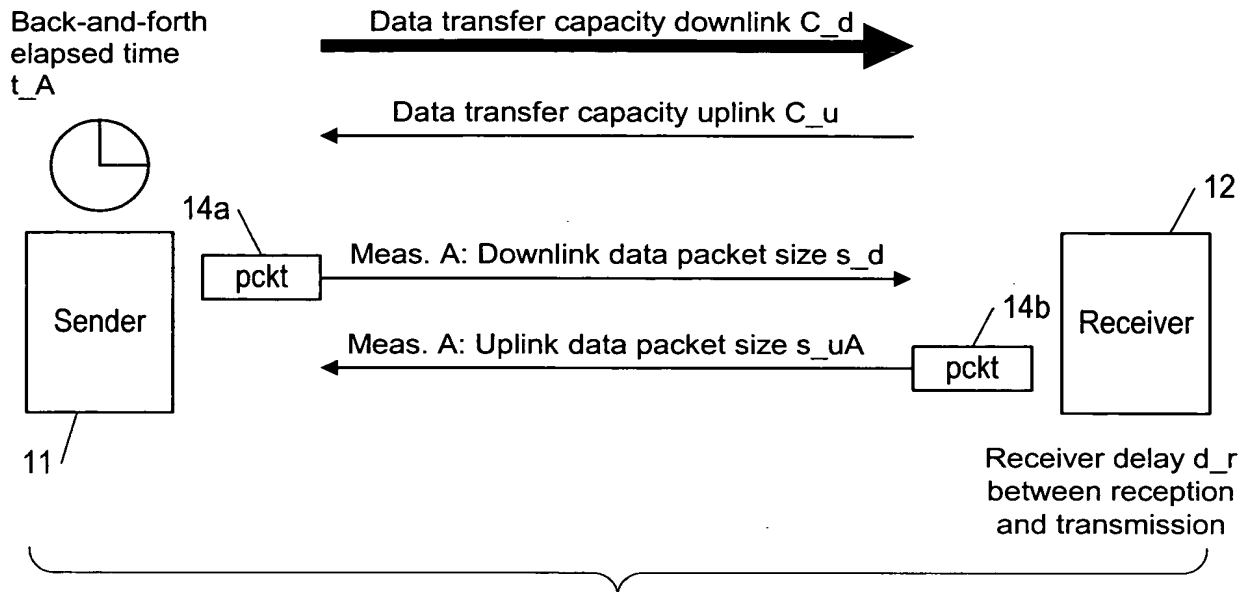 Back-and-forth
elapsed time
t_A
Data transfer capacity downlink C_d
Data transfer capacity uplink C_u
14a
12
pckt
Meas. A: Downlink data packet size s_d
Sender
14b
Receiver
Meas. A: Uplink data packet size s_uA
pckt
11
Receiver delay d_r
between reception
and transmission